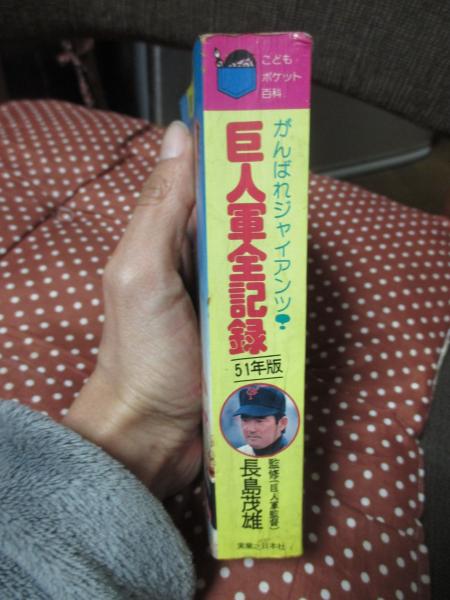 こども
ポケット
百科
がんばれジャイアンツ!
巨人軍全記録
51年版
監修(巨人軍監督)
長島茂雄
実業之日本社